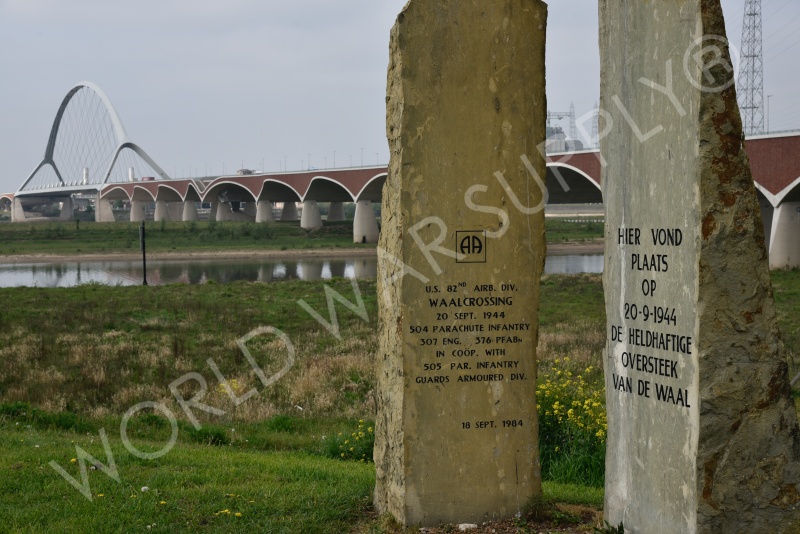 AA
U.S. 82ND AIRB. DIV.
WAALCROSSING
20 SEPT. 1944
504 PARACHUTE INFANTRY
307 ENG. 376 PFABN
IN COÖP. WITH
505 PAR. INFANTRY
GUARDS ARMOURED DIV.
18 SEPT. 1984
HIER VOND
PLAATS
OP
20-9-1944
DE HELDHAFTIGE
OVERSTEEK
VAN DE WAAL
WORLD WAR SUPPLY®